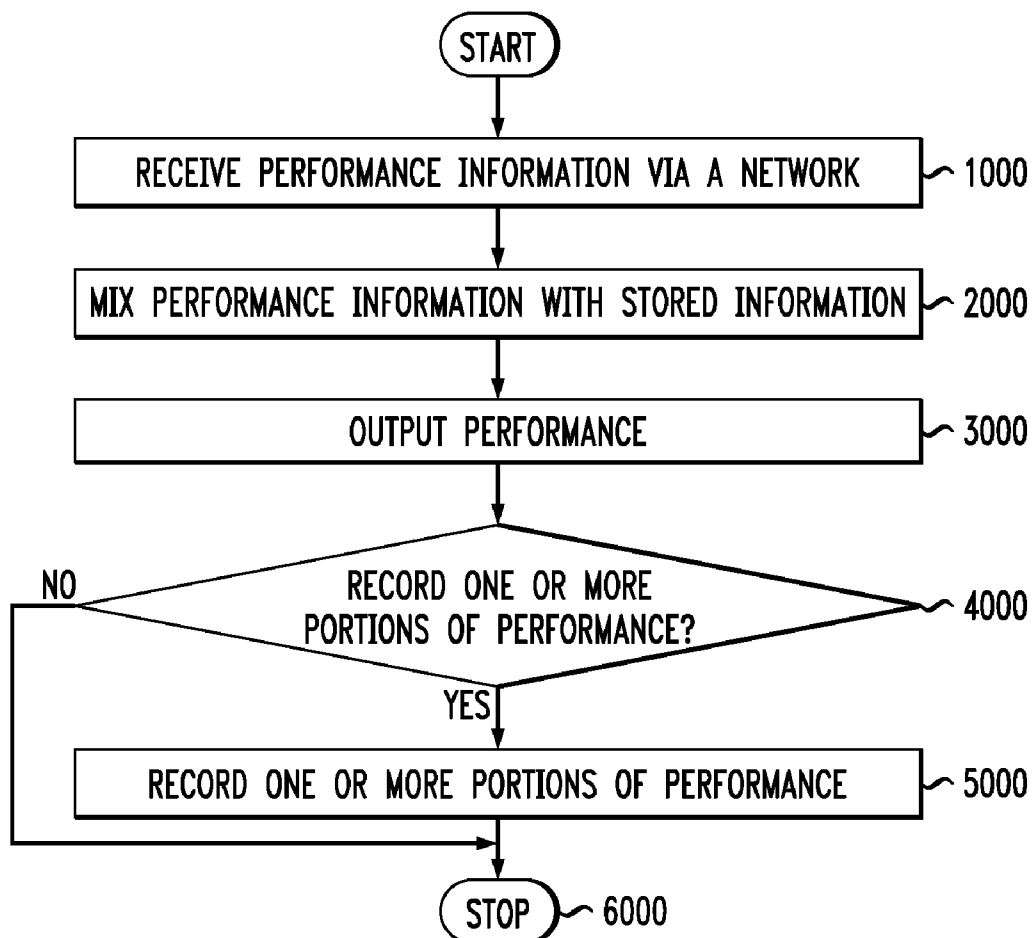 START
RECEIVE PERFORMANCE INFORMATION VIA A NETWORK
1000
MIX PERFORMANCE INFORMATION WITH STORED INFORMATION
2000
OUTPUT PERFORMANCE
3000
NO
RECORD ONE OR MORE
PORTIONS OF PERFORMANCE?
4000
YES
RECORD ONE OR MORE PORTIONS OF PERFORMANCE
5000
STOP
6000